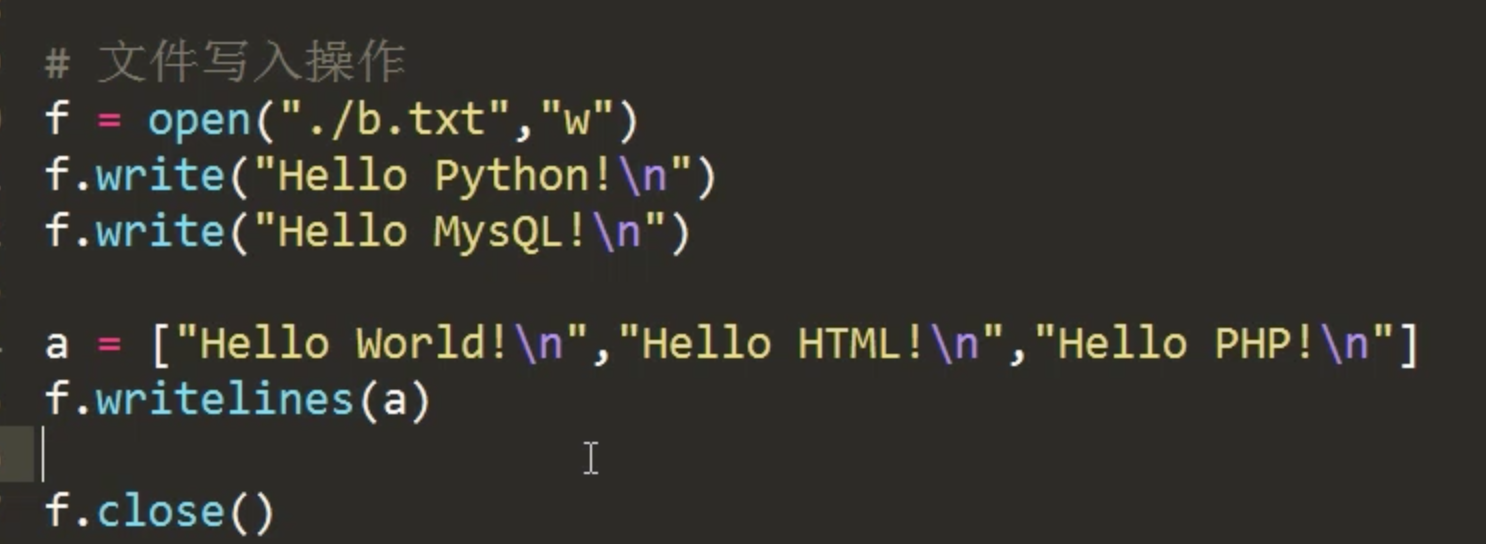 # 文件写入操作
f = open("./b.txt","w")
f.write("Hello Python!\n")
f.write("Hello MysQL!\n")
a = ["Hello World!\n","Hello HTML!\n","Hello PHP!\n"]
f.writelines(a)
f.close()